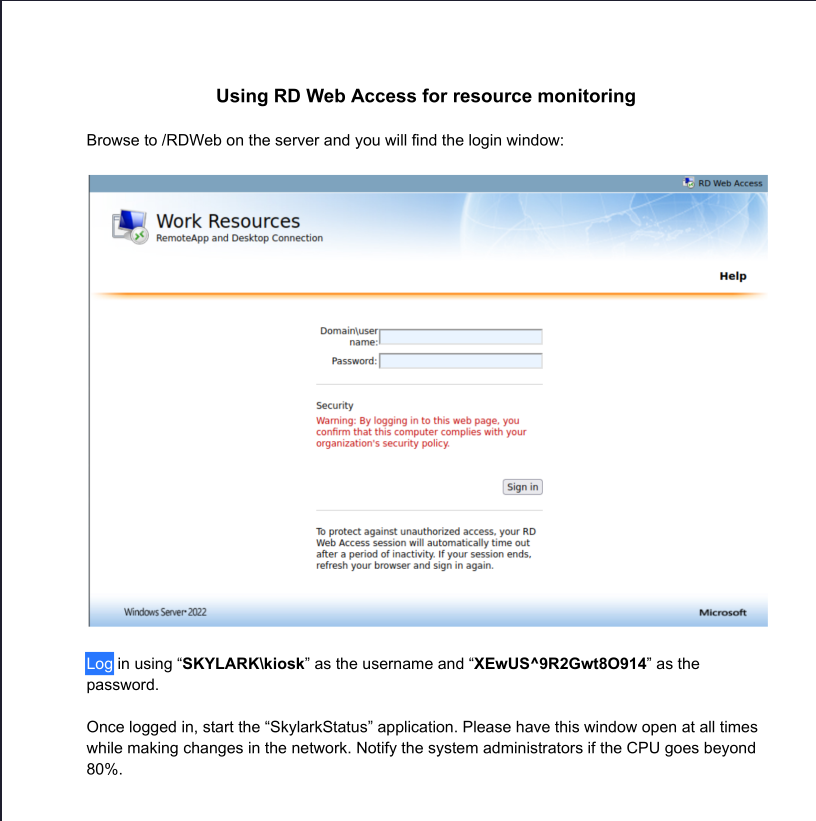 Using RD Web Access for resource monitoring
Browse to /RDWeb on the server and you will find the login window:
RD Web Access
Work Resources
RemoteApp and Desktop Connection
Help
Domain\user
name:
Password:
Security
Warning: By logging in to this web page, you
confirm that this computer complies with your
organization's security policy.
Sign in
To protect against unauthorized access, your RD
Web Access session will automatically time out
after a period of inactivity. If your session ends,
refresh your browser and sign in again.
Windows Server 2022
Microsoft
Log in using “SKYLARK\kiosk” as the username and “XEwUS^9R2Gwt8O914” as the
password.
Once logged in, start the “SkylarkStatus” application. Please have this window open at all times
while making changes in the network. Notify the system administrators if the CPU goes beyond
80%.